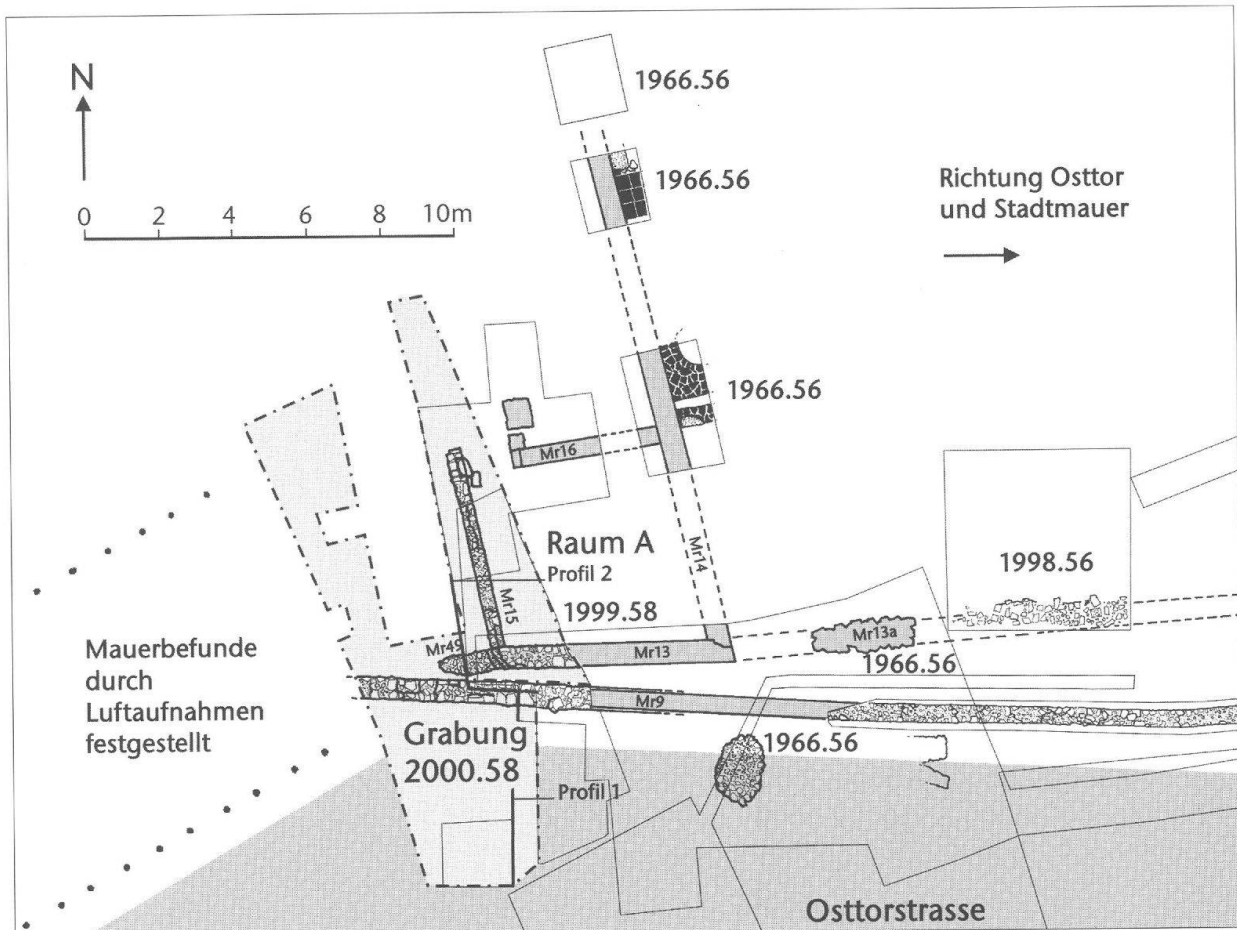 N
0 2 4 6 8 10m
1966.56
1966.56
Richtung Osttor
und Stadtmauer
1966.56
Mr16
Mr14
Raum A
Profil 2
1999.58
Mr15
1998.56
Mauerbefunde
durch
Luftaufnahmen
festgestellt
Mr49
Mr13
Mr13a
1966.56
Mr9
Grabung
2000.58
1966.56
Profil 1
Osttorstrasse